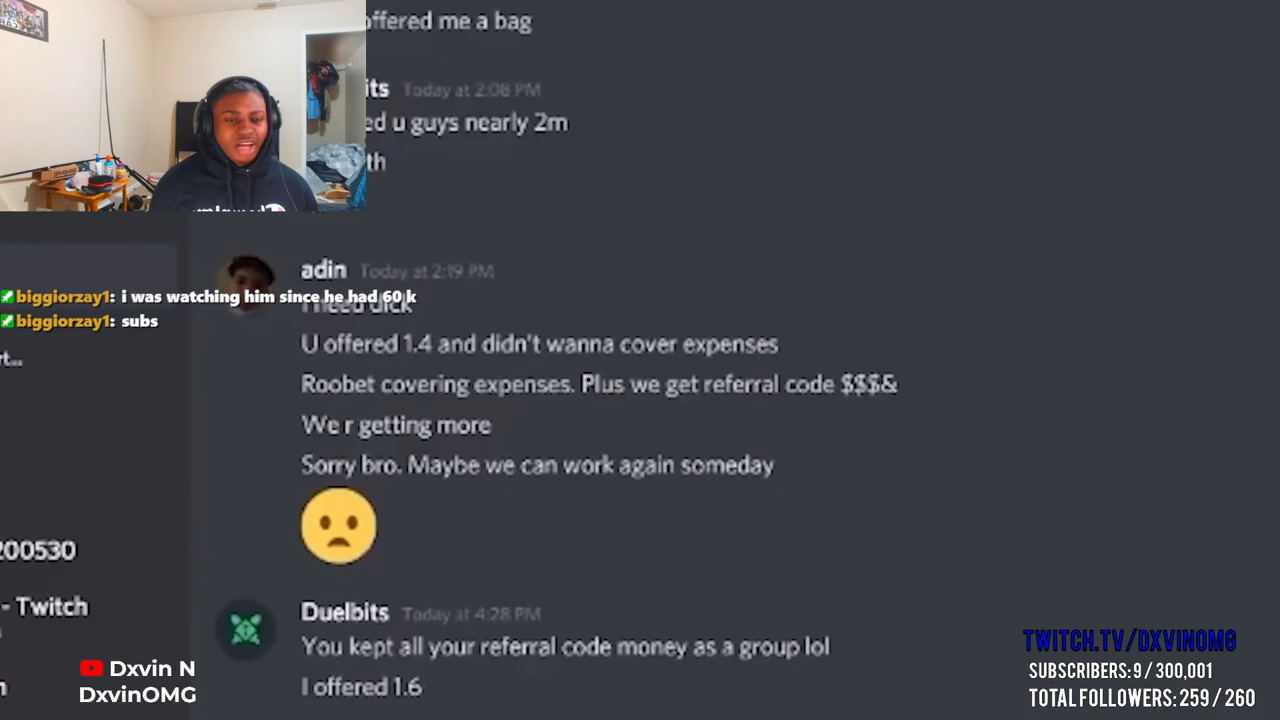 offered me a bag
its Today at 2:08 PM
ed u guys nearly 2m
th
adin Today at 2:19 PM
biggiorzay1: i was watching him since he had 60 k
I need dick
biggiorzay1: subs
U offered 1.4 and didn't wanna cover expenses
rt...
Roobet covering expenses. Plus we get referral code $$$&
We r getting more
Sorry bro. Maybe we can work again someday
200530
- Twitch
Duelbits Today at 4:28 PM
You kept all your referral code money as a group lol
I offered 1.6
Dxvin N
DxvinOMG
TWITCH.TV/DXVINOMG
SUBSCRIBERS: 9 / 300,001
TOTAL FOLLOWERS: 259 / 260